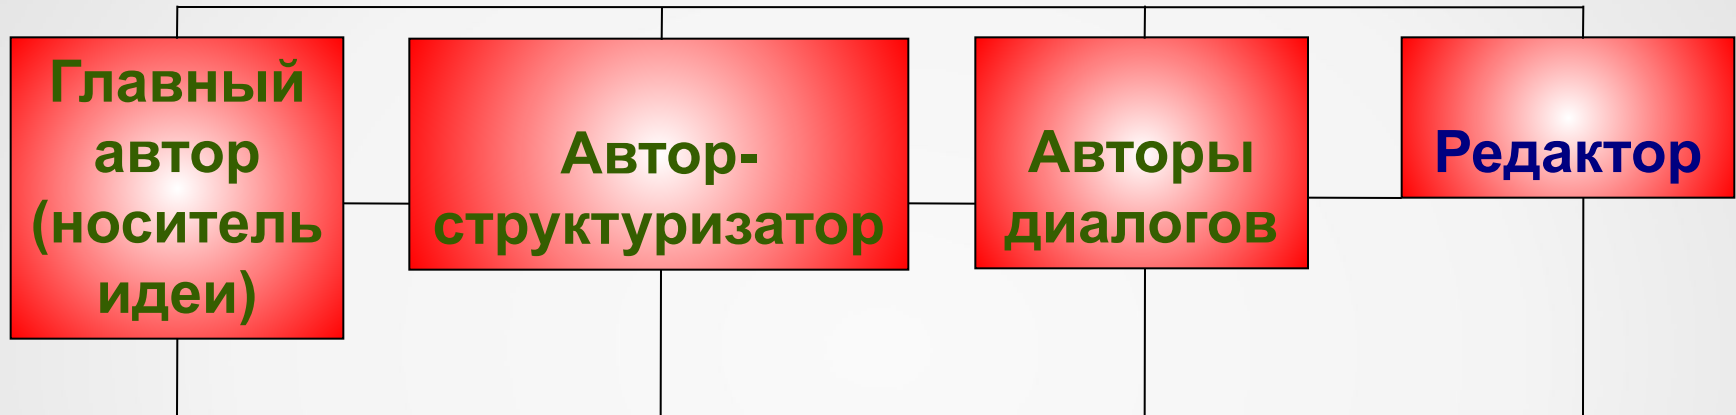 Главный
автор
(носитель
идеи)
Автор-
структуризатор
Авторы
диалогов
Редактор